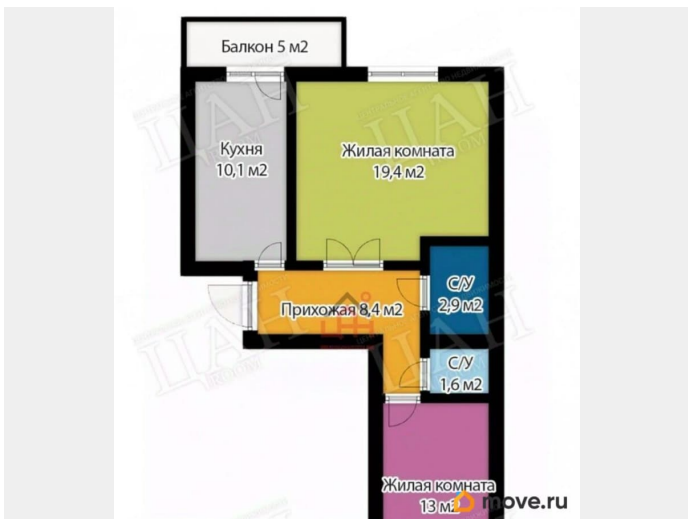 Балкон 5 м2
Кухня
10,1 м2
Жилая комната
19,4 м2
С/У
2,9 м2
Прихожая 8,4 м2
С/У
1,6 м2
Жилая комната
13 м2
move.ru
ЦАН